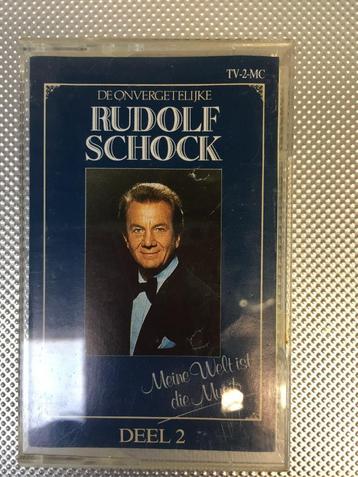 TV-2-MC
DE ONVERGETELIJKE
RUDOLF
SCHOCK
Meine Welt ist
die Musik
DEEL 2